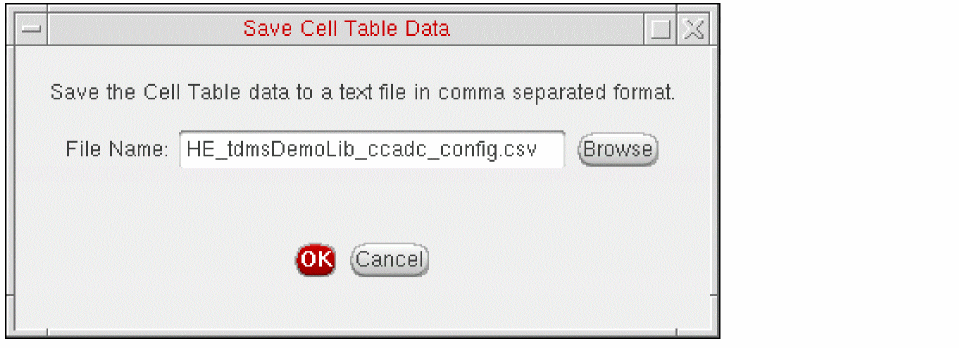 Save Cell Table Data
Save the Cell Table data to a text file in comma separated format.
File Name: HE_tdmsDemoLib_ccadc_config.csv Browse
OK Cancel